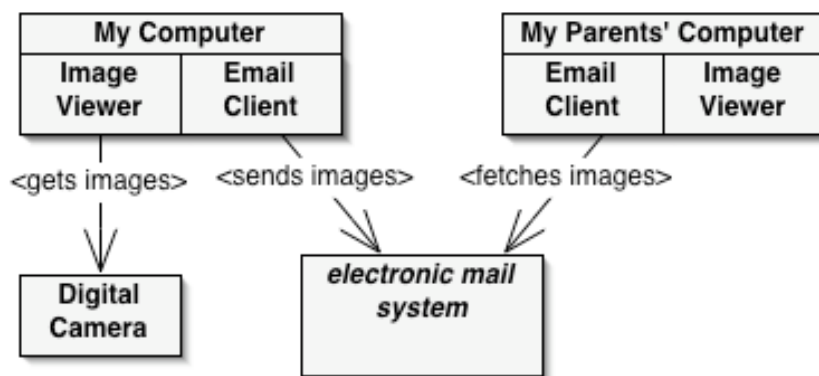 My Computer
Image
Viewer
Email
Client
My Parents' Computer
Email
Client
Image
Viewer
<gets images>
<sends images>
<fetches images>
Digital
Camera
electronic mail
system